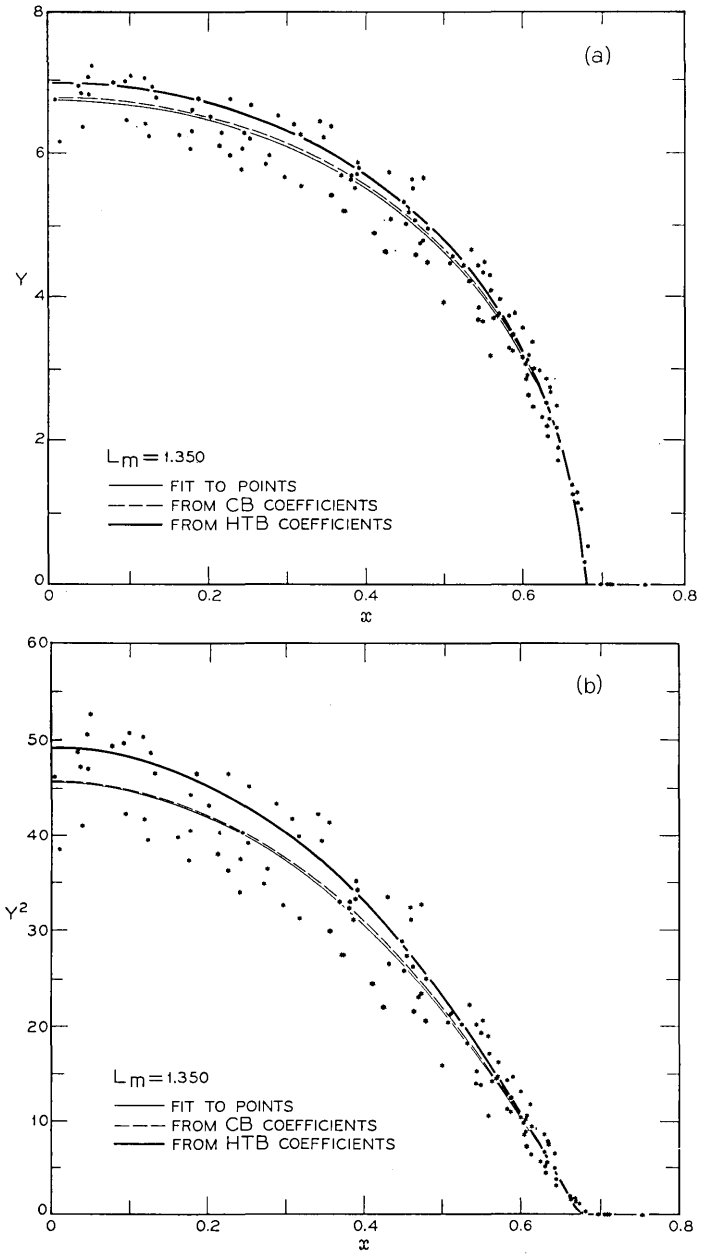 8
(a)
6
Y
4
2
Lm = 1.350
FIT TO POINTS
FROM CB COEFFICIENTS
FROM HTB COEFFICIENTS
0
0 0.2 0.4 0.6 0.8
x
60
(b)
50
40
30
Y²
20
Lm = 1.350
FIT TO POINTS
FROM CB COEFFICIENTS
10
FROM HTB COEFFICIENTS
0
0 0.2 0.4 0.6 0.8
x